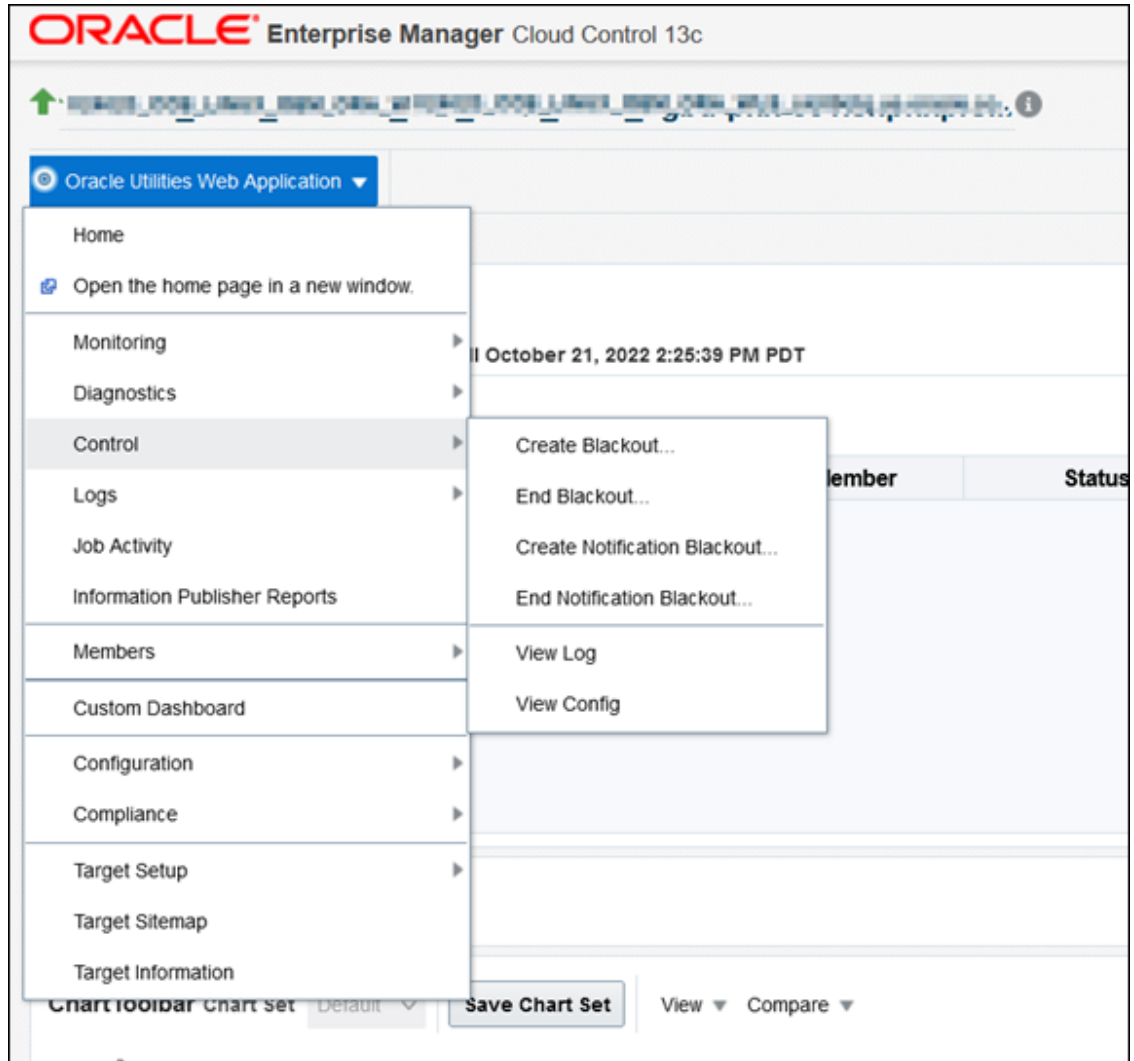 ORACLE Enterprise Manager Cloud Control 13c
Oracle Utilities Web Application
Home
Open the home page in a new window.
Monitoring
October 21, 2022 2:25:39 PM PDT
Diagnostics
Control
Create Blackout...
Status
Logs
End Blackout...
Job Activity
Create Notification Blackout...
Information Publisher Reports
End Notification Blackout...
Members
View Log
Custom Dashboard
View Config
Configuration
Compliance
Target Setup
Target Sitemap
Target Information
Chart Toolbar Chart Set Default Save Chart Set View Compare